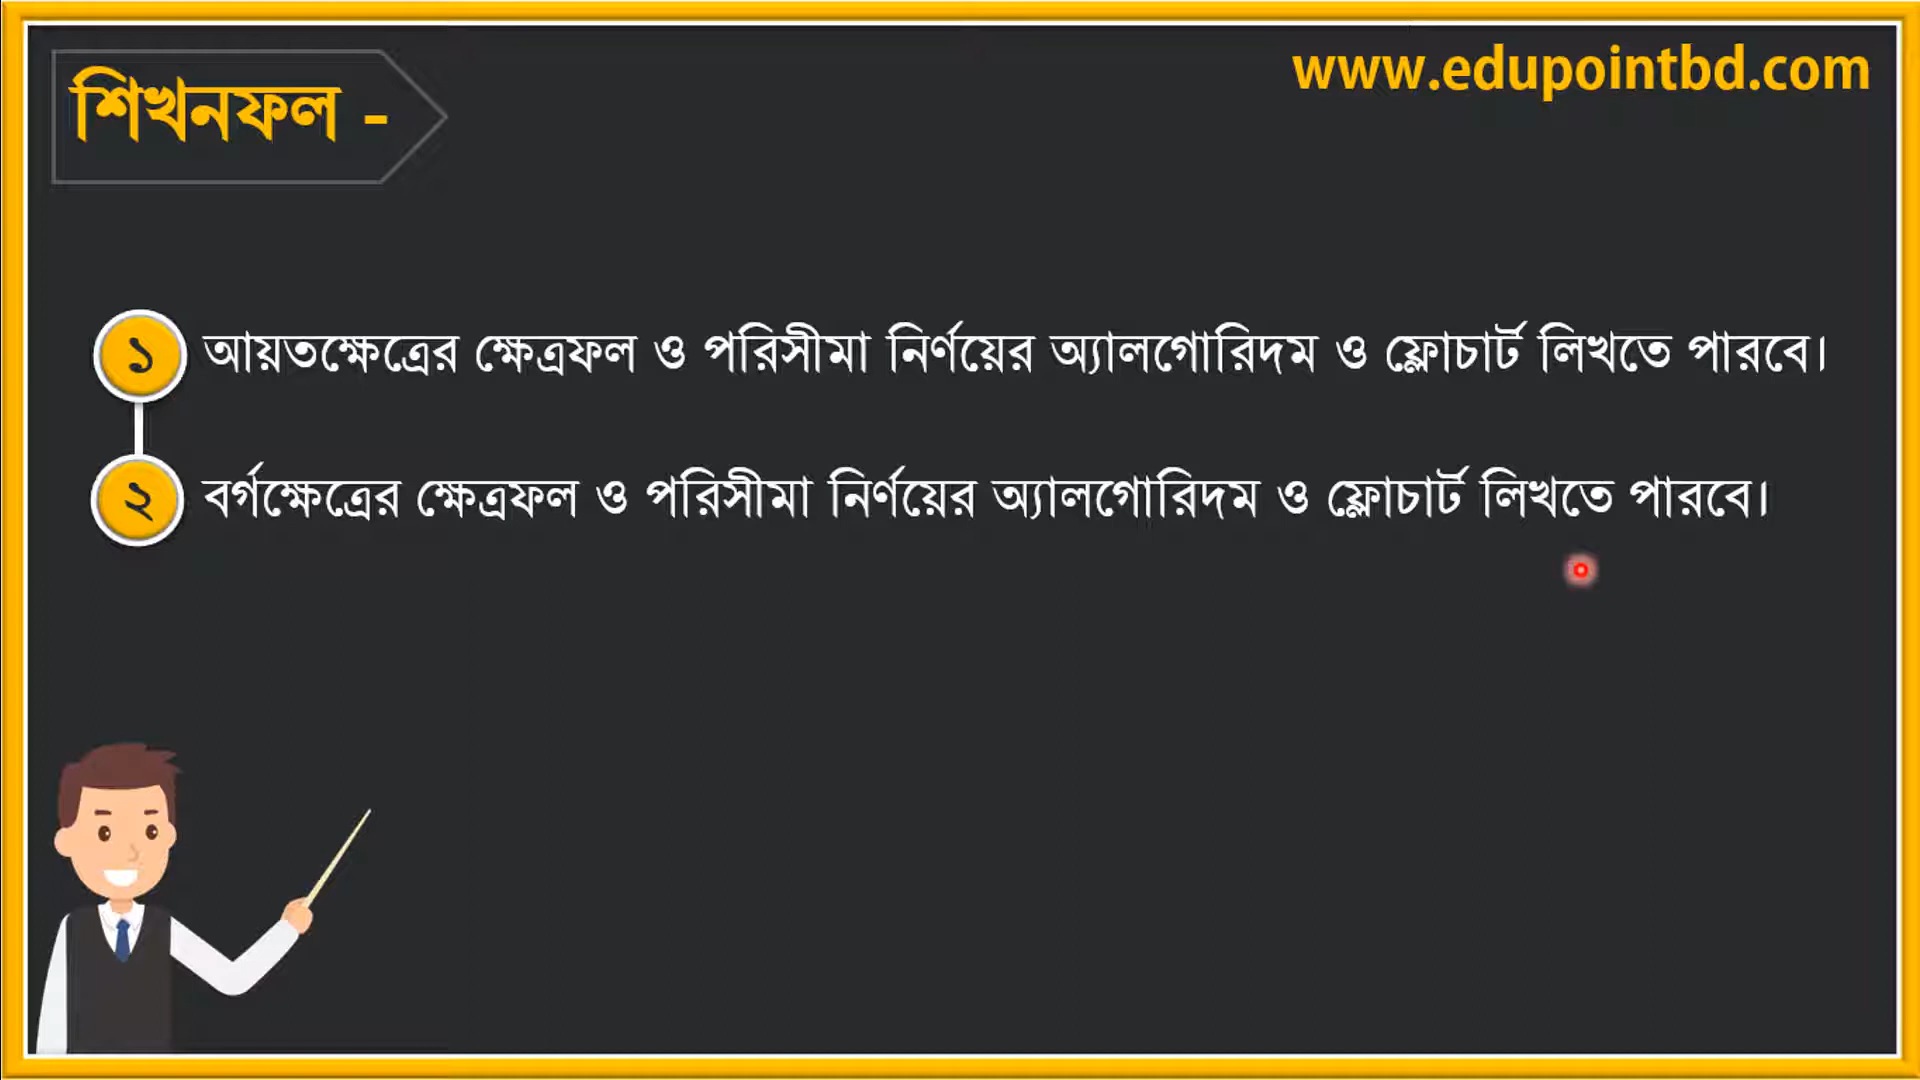 শিখনফল -
www.edupointbd.com
১ আয়তক্ষেত্রের ক্ষেত্রফল ও পরিসীমা নির্ণয়ের অ্যালগোরিদম ও ফ্লোচার্ট লিখতে পারবে।
২ বর্গক্ষেত্রের ক্ষেত্রফল ও পরিসীমা নির্ণয়ের অ্যালগোরিদম ও ফ্লোচার্ট লিখতে পারবে।